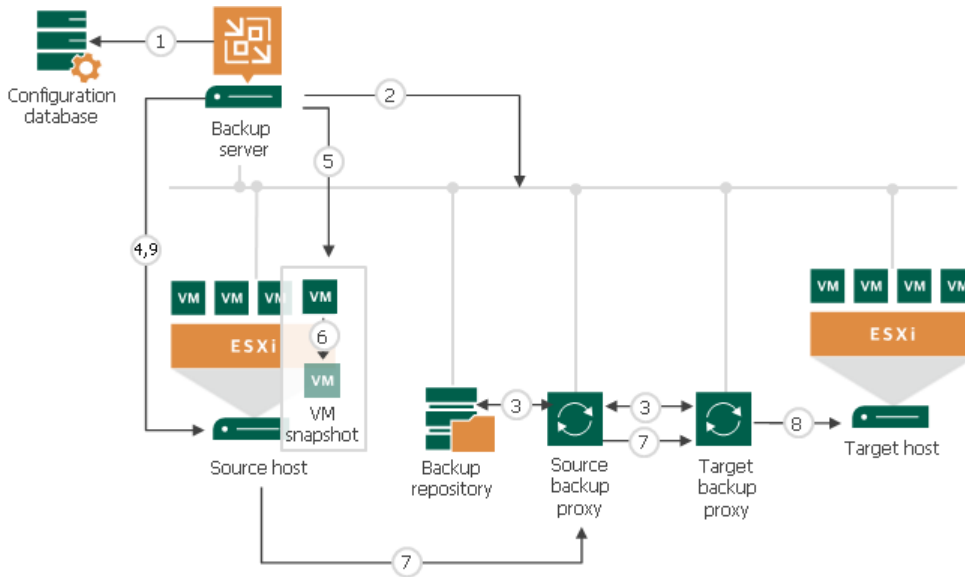 1
Configuration
database
2
Backup
server
5
4,9
VM
VM
VM
VM
VM
VM
VM
VM
ESXi
6
ESXi
VM
VM
snapshot
3
3
8
7
Source host
Backup
repository
Source
backup
proxy
Target
backup
proxy
Target host
7